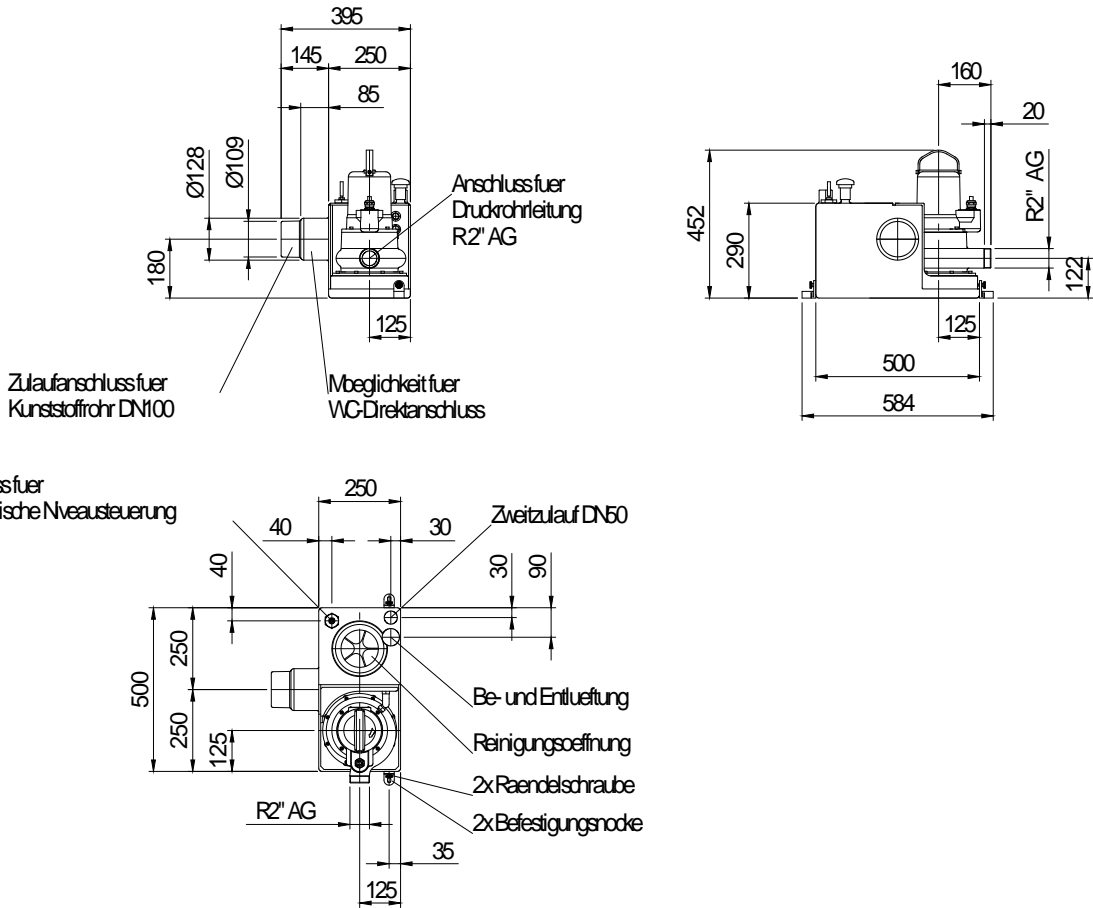 395
145
250
85
Ø128
Ø109
180
125
Anschluss fuer
Druckrohrleitung
R2" AG
Zulaufanschluss fuer
Kunststoffrohr DN100
Moeglichkeit fuer
WC-Direktanschluss
160
20
R2" AG
452
290
122
125
500
584
ss fuer
ische Niveausteuerung
250
40
30
Zweitzulauf DN50
40
30
90
500
250
250
125
Be- und Entlueftung
Reinigungsoeffnung
2x Raendelschraube
2x Befestigungsnocke
R2" AG
35
125